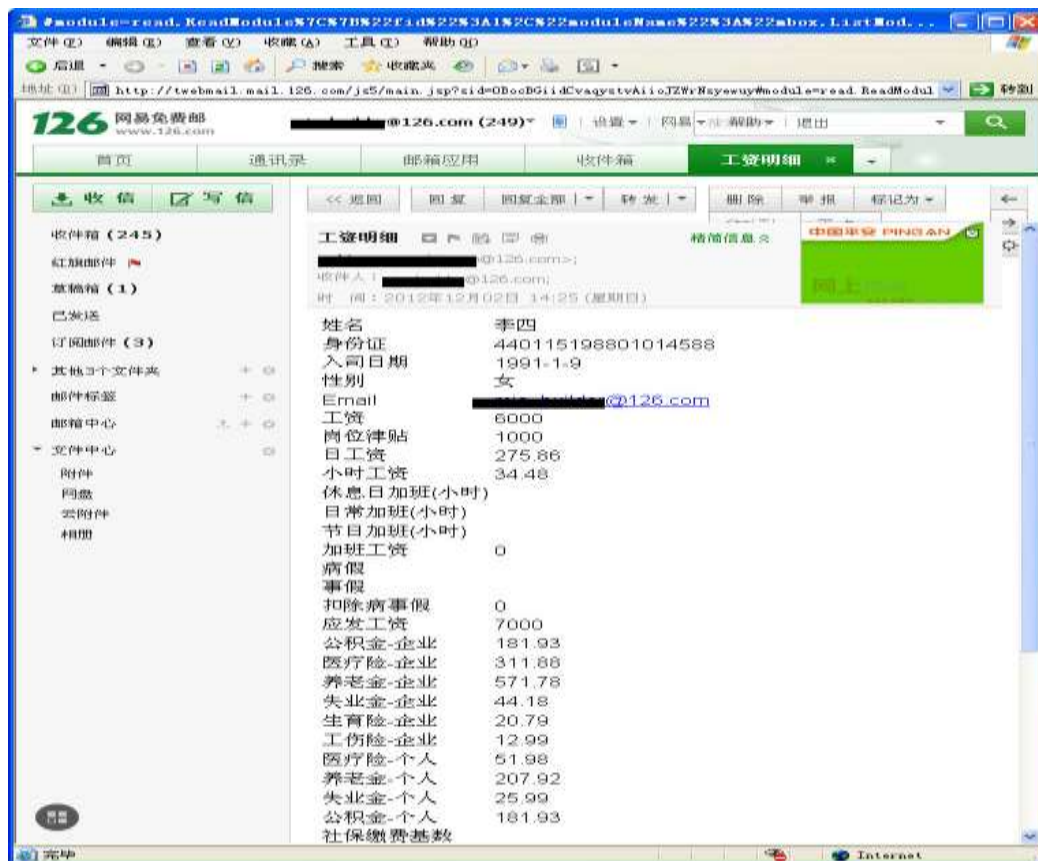 #module=read.ReadModule%7C%7B%22fid%22%3A1%2C%22moduleName%22%3A%22mbox.ListMod...
文件(F) 编辑(E) 查看(V) 收藏(A) 工具(T) 帮助(H)
后退 搜索 收藏夹
地址(D) http://twebmail.mail.126.com/js5/main.jsp?sid=OBocBGiidCvaqystvAiioJZWrNsyewuy#module=read.ReadModul 转到
126 网易免费邮
www.126.com
@126.com (249) 设置 网易 帮助 退出
首页 通讯录 邮箱应用 收件箱 工资明细 ×
收信 写信
<< 返回 回复 回复全部 转发 删除 举报 标记为
收件箱 (245)
红旗邮件
草稿箱 (1)
已发送
订阅邮件 (3)
其他3个文件夹
邮件标签
邮箱中心
文件中心
附件
网盘
云附件
相册
工资明细 精简信息
@126.com>;
收件人: @126.com;
时 间:2012年12月02日 14:25 (星期日)
中国平安 PING AN
网上
姓名 李四
身份证 440115198801014588
入司日期 1991-1-9
性别 女
Email @126.com
工资 6000
岗位津贴 1000
日工资 275.86
小时工资 34.48
休息日加班(小时)
日常加班(小时)
节日加班(小时)
加班工资 0
病假
事假
扣除病事假 0
应发工资 7000
公积金-企业 181.93
医疗险-企业 311.88
养老金-企业 571.78
失业金-企业 44.18
生育险-企业 20.79
工伤险-企业 12.99
医疗险-个人 51.98
养老金-个人 207.92
失业金-个人 25.99
公积金-个人 181.93
社保缴费基数
完毕 Internet